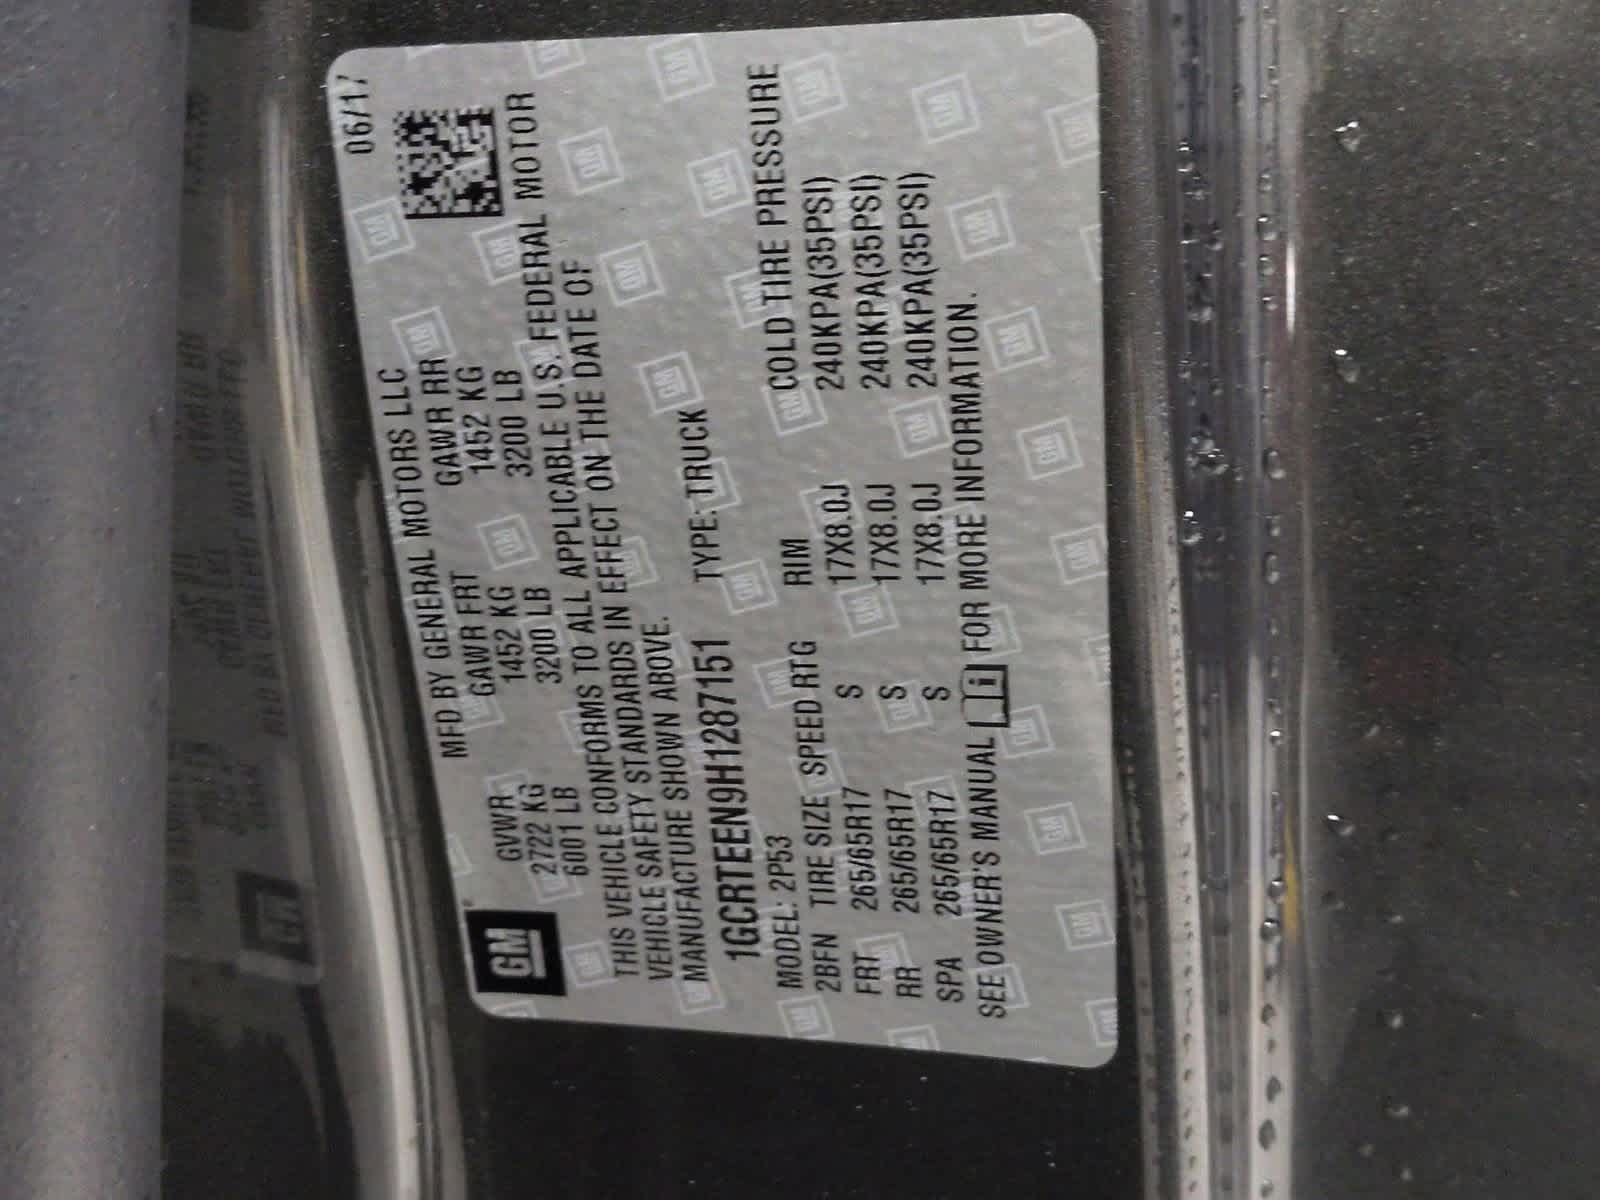 06/17
MFD BY GENERAL MOTORS LLC
GM
GVWR GAWR FRT GAWR RR
2722 KG 1452 KG 1452 KG
6001 LB 3200 LB 3200 LB
THIS VEHICLE CONFORMS TO ALL APPLICABLE U.S. FEDERAL MOTOR
VEHICLE SAFETY STANDARDS IN EFFECT ON THE DATE OF
MANUFACTURE SHOWN ABOVE.
1GCRTEEN9H1287151 TYPE: TRUCK
MODEL: 2P53
2BFN TIRE SIZE SPEED RTG RIM COLD TIRE PRESSURE
FRT 265/65R17 S 17X8.0J 240KPA(35PSI)
RR 265/65R17 S 17X8.0J 240KPA(35PSI)
SPA 265/65R17 S 17X8.0J 240KPA(35PSI)
SEE OWNER'S MANUAL FOR MORE INFORMATION.